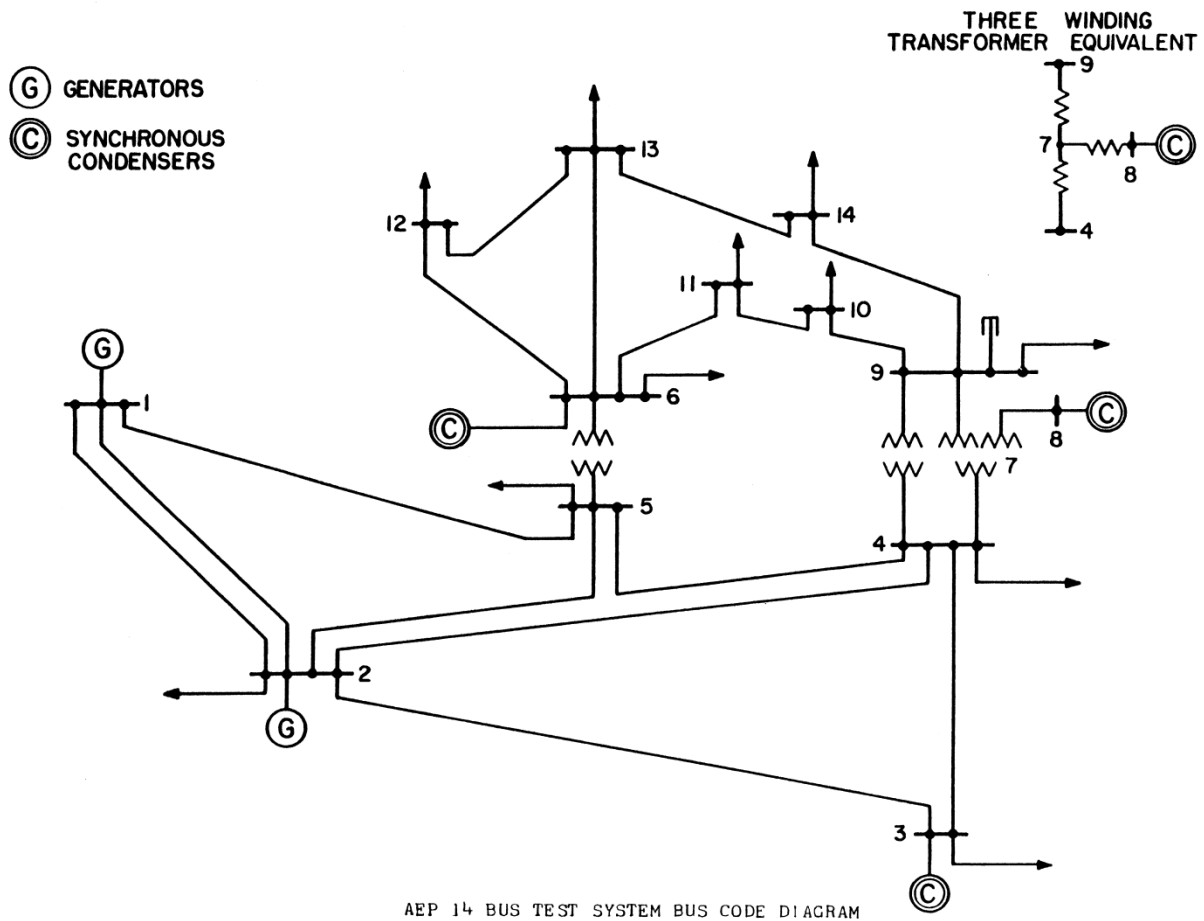 THREE WINDING
TRANSFORMER EQUIVALENT
9
7
C
8
4
G GENERATORS
C SYNCHRONOUS
CONDENSERS
13
12
14
11
10
G
1
9
6
C
C
8
7
5
4
2
G
3
C
AEP 14 BUS TEST SYSTEM BUS CODE DIAGRAM